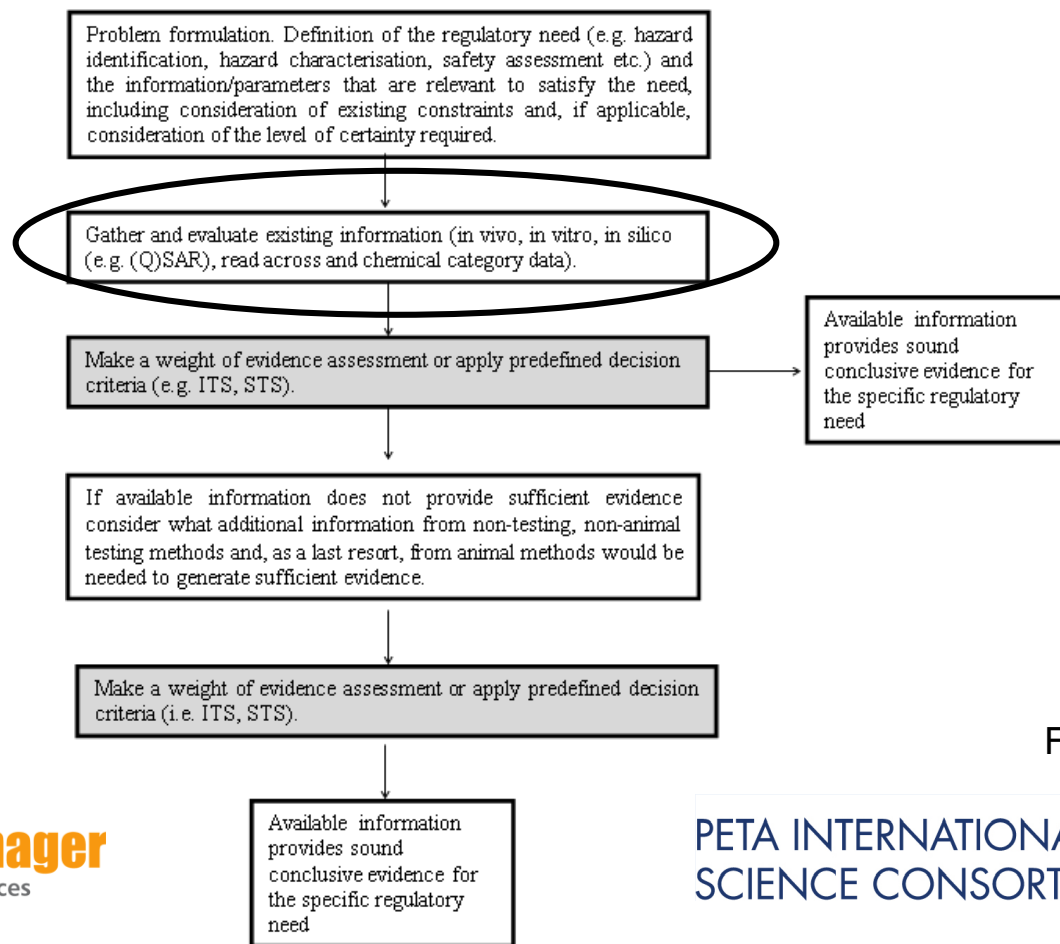 Problem formulation. Definition of the regulatory need (e.g. hazard
identification, hazard characterisation, safety assessment etc.) and
the information/parameters that are relevant to satisfy the need,
including consideration of existing constraints and, if applicable,
consideration of the level of certainty required.
Gather and evaluate existing information (in vivo, in vitro, in silico
(e.g. (Q)SAR), read across and chemical category data).
Make a weight of evidence assessment or apply predefined decision
criteria (e.g. ITS, STS).
Available information
provides sound
conclusive evidence for
the specific regulatory
need
If available information does not provide sufficient evidence
consider what additional information from non-testing, non-animal
testing methods and, as a last resort, from animal methods would be
needed to generate sufficient evidence.
Make a weight of evidence assessment or apply predefined decision
criteria (i.e. ITS, STS).
Available information
provides sound
conclusive evidence for
the specific regulatory
need
F
nager
ces
PETA INTERNATIONA
SCIENCE CONSORT